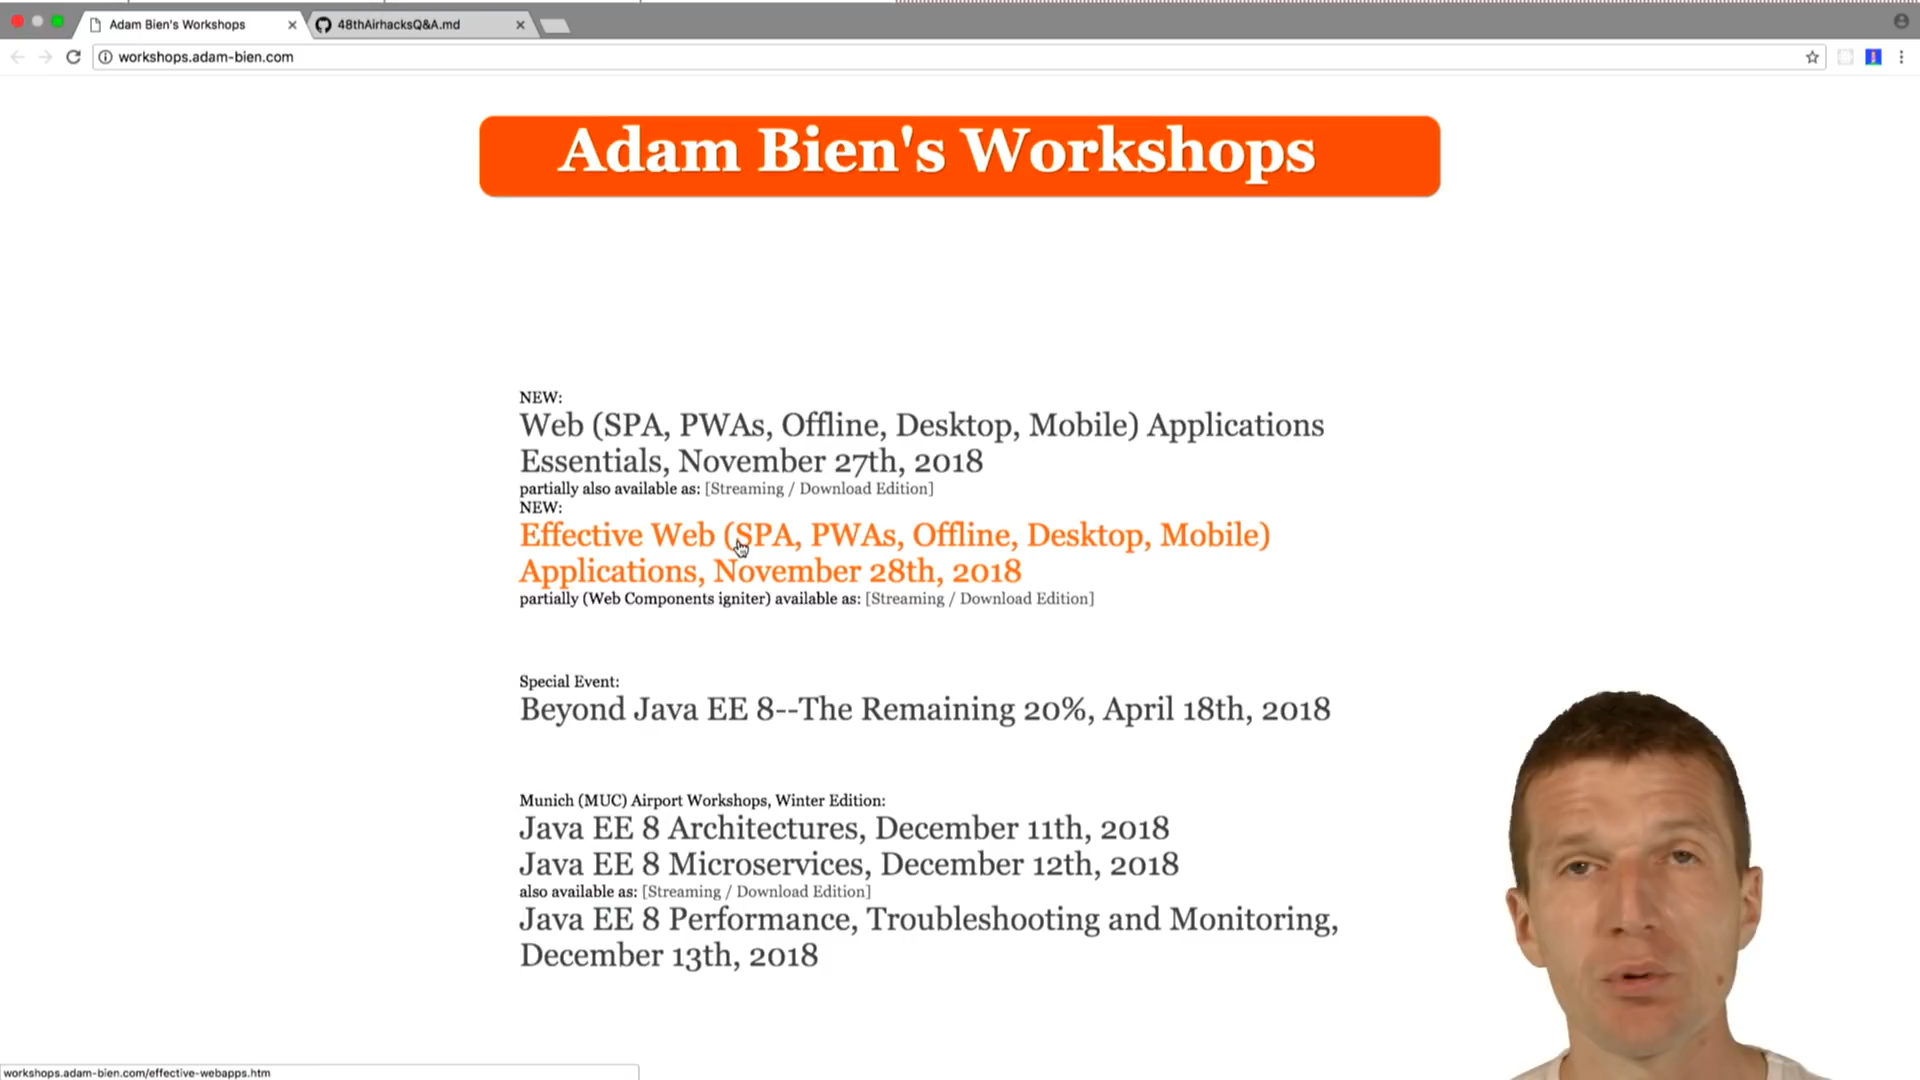 Adam Bien's Workshops
48thAirhacksQ&A.md
workshops.adam-bien.com
Adam Bien's Workshops
NEW:
Web (SPA, PWAs, Offline, Desktop, Mobile) Applications
Essentials, November 27th, 2018
partially also available as: [Streaming / Download Edition]
NEW:
Effective Web (SPA, PWAs, Offline, Desktop, Mobile)
Applications, November 28th, 2018
partially (Web Components igniter) available as: [Streaming / Download Edition]
Special Event:
Beyond Java EE 8--The Remaining 20%, April 18th, 2018
Munich (MUC) Airport Workshops, Winter Edition:
Java EE 8 Architectures, December 11th, 2018
Java EE 8 Microservices, December 12th, 2018
also available as: [Streaming / Download Edition]
Java EE 8 Performance, Troubleshooting and Monitoring,
December 13th, 2018
workshops.adam-bien.com/effective-webapps.htm